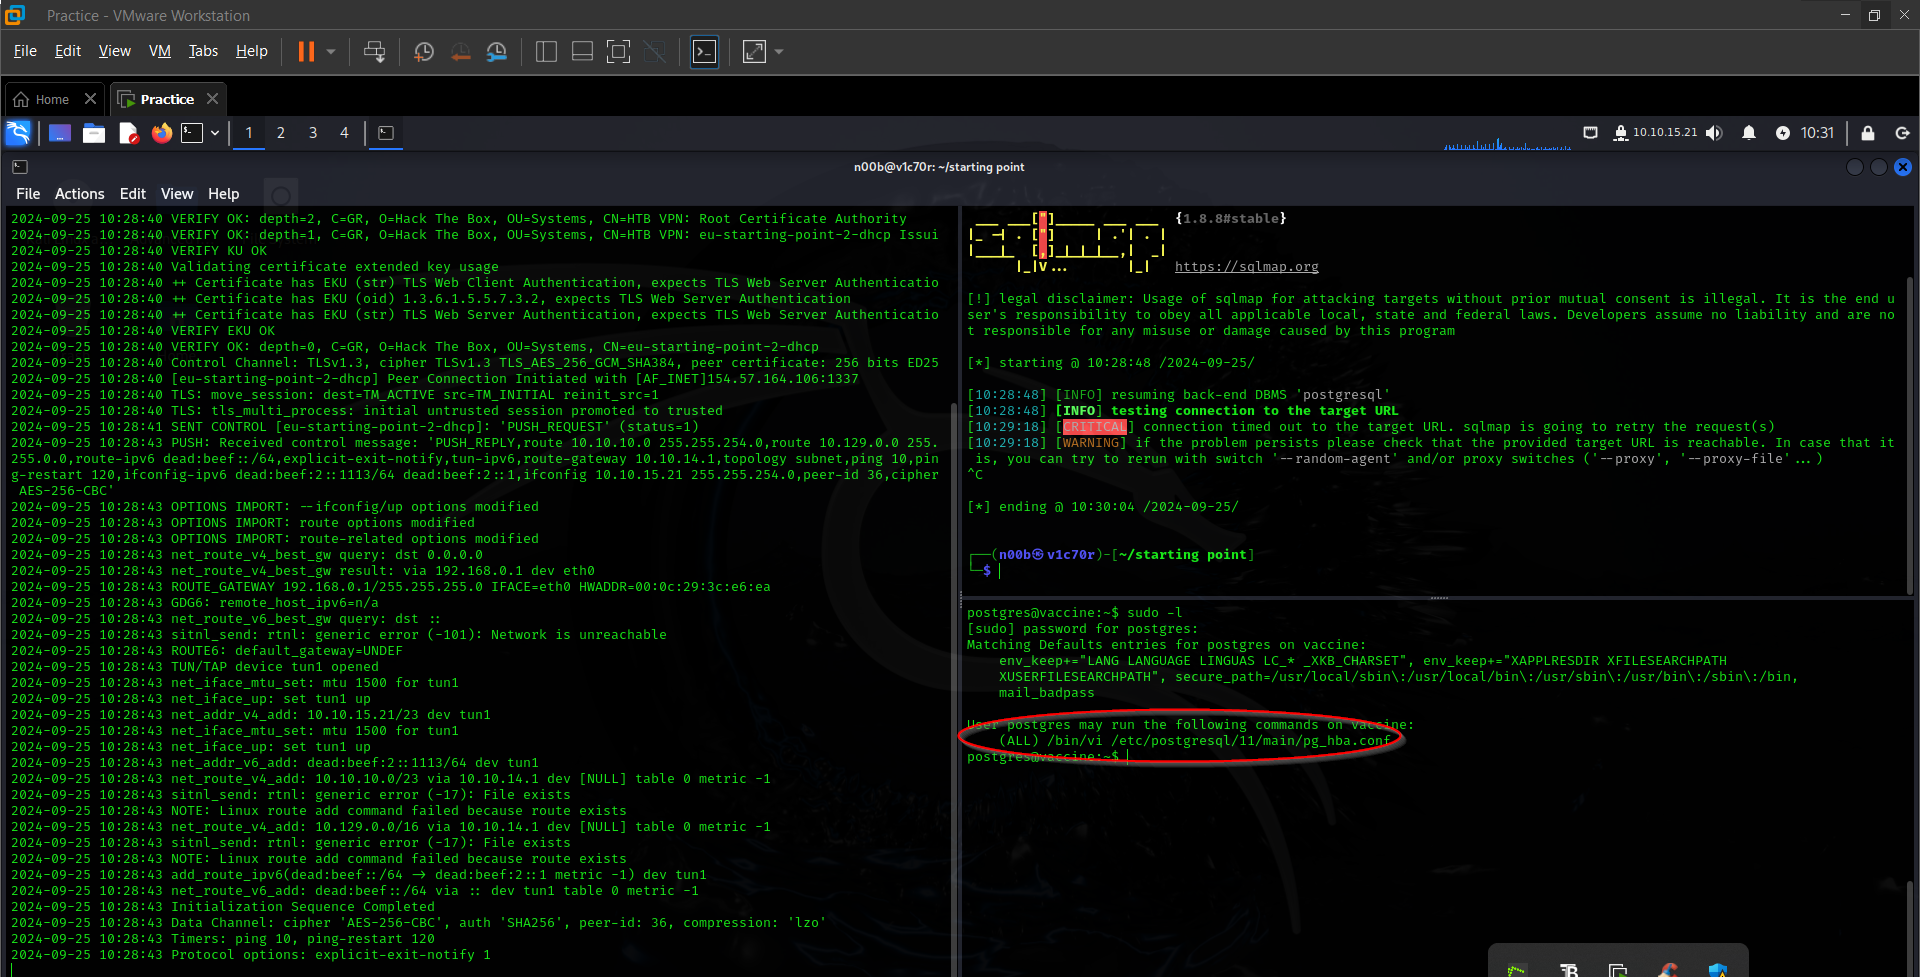 Practice - VMware Workstation
File Edit View VM Tabs Help
Home
Practice
1 2 3 4
10.10.15.21
10:31
n00b@v1c70r: ~/starting point
File Actions Edit View Help
2024-09-25 10:28:40 VERIFY OK: depth=2, C=GR, O=Hack The Box, OU=Systems, CN=HTB VPN: Root Certificate Authority
2024-09-25 10:28:40 VERIFY OK: depth=1, C=GR, O=Hack The Box, OU=Systems, CN=HTB VPN: eu-starting-point-2-dhcp Issui
2024-09-25 10:28:40 VERIFY KU OK
2024-09-25 10:28:40 Validating certificate extended key usage
2024-09-25 10:28:40 ++ Certificate has EKU (str) TLS Web Client Authentication, expects TLS Web Server Authenticatio
2024-09-25 10:28:40 ++ Certificate has EKU (oid) 1.3.6.1.5.5.7.3.2, expects TLS Web Server Authentication
2024-09-25 10:28:40 ++ Certificate has EKU (str) TLS Web Server Authentication, expects TLS Web Server Authenticatio
2024-09-25 10:28:40 VERIFY EKU OK
2024-09-25 10:28:40 VERIFY OK: depth=0, C=GR, O=Hack The Box, OU=Systems, CN=eu-starting-point-2-dhcp
2024-09-25 10:28:40 Control Channel: TLSv1.3, cipher TLSv1.3 TLS_AES_256_GCM_SHA384, peer certificate: 256 bits ED25
2024-09-25 10:28:40 [eu-starting-point-2-dhcp] Peer Connection Initiated with [AF_INET]154.57.164.106:1337
2024-09-25 10:28:40 TLS: move_session: dest=TM_ACTIVE src=TM_INITIAL reinit_src=1
2024-09-25 10:28:40 TLS: tls_multi_process: initial untrusted session promoted to trusted
2024-09-25 10:28:41 SENT CONTROL [eu-starting-point-2-dhcp]: 'PUSH_REQUEST' (status=1)
2024-09-25 10:28:43 PUSH: Received control message: 'PUSH_REPLY,route 10.10.10.0 255.255.254.0,route 10.129.0.0 255.
255.0.0,route-ipv6 dead:beef::/64,explicit-exit-notify,tun-ipv6,route-gateway 10.10.14.1,topology subnet,ping 10,pin
g-restart 120,ifconfig-ipv6 dead:beef:2::1113/64 dead:beef:2::1,ifconfig 10.10.15.21 255.255.254.0,peer-id 36,cipher
AES-256-CBC'
2024-09-25 10:28:43 OPTIONS IMPORT: --ifconfig/up options modified
2024-09-25 10:28:43 OPTIONS IMPORT: route options modified
2024-09-25 10:28:43 OPTIONS IMPORT: route-related options modified
2024-09-25 10:28:43 net_route_v4_best_gw query: dst 0.0.0.0
2024-09-25 10:28:43 net_route_v4_best_gw result: via 192.168.0.1 dev eth0
2024-09-25 10:28:43 ROUTE_GATEWAY 192.168.0.1/255.255.255.0 IFACE=eth0 HWADDR=00:0c:29:3c:e6:ea
2024-09-25 10:28:43 GDG6: remote_host_ipv6=n/a
2024-09-25 10:28:43 net_route_v6_best_gw query: dst ::
2024-09-25 10:28:43 sitnl_send: rtnl: generic error (-101): Network is unreachable
2024-09-25 10:28:43 ROUTE6: default_gateway=UNDEF
2024-09-25 10:28:43 TUN/TAP device tun1 opened
2024-09-25 10:28:43 net_iface_mtu_set: mtu 1500 for tun1
2024-09-25 10:28:43 net_iface_up: set tun1 up
2024-09-25 10:28:43 net_addr_v4_add: 10.10.15.21/23 dev tun1
2024-09-25 10:28:43 net_iface_mtu_set: mtu 1500 for tun1
2024-09-25 10:28:43 net_iface_up: set tun1 up
2024-09-25 10:28:43 net_addr_v6_add: dead:beef:2::1113/64 dev tun1
2024-09-25 10:28:43 net_route_v4_add: 10.10.10.0/23 via 10.10.14.1 dev [NULL] table 0 metric -1
2024-09-25 10:28:43 sitnl_send: rtnl: generic error (-17): File exists
2024-09-25 10:28:43 NOTE: Linux route add command failed because route exists
2024-09-25 10:28:43 net_route_v4_add: 10.129.0.0/16 via 10.10.14.1 dev [NULL] table 0 metric -1
2024-09-25 10:28:43 sitnl_send: rtnl: generic error (-17): File exists
2024-09-25 10:28:43 NOTE: Linux route add command failed because route exists
2024-09-25 10:28:43 add_route_ipv6(dead:beef::/64 -> dead:beef:2::1 metric -1) dev tun1
2024-09-25 10:28:43 net_route_v6_add: dead:beef::/64 via :: dev tun1 table 0 metric -1
2024-09-25 10:28:43 Initialization Sequence Completed
2024-09-25 10:28:43 Data Channel: cipher 'AES-256-CBC', auth 'SHA256', peer-id: 36, compression: 'lzo'
2024-09-25 10:28:43 Timers: ping 10, ping-restart 120
2024-09-25 10:28:43 Protocol options: explicit-exit-notify 1
{1.8.8#stable}
https://sqlmap.org
[!] legal disclaimer: Usage of sqlmap for attacking targets without prior mutual consent is illegal. It is the end u
ser's responsibility to obey all applicable local, state and federal laws. Developers assume no liability and are no
t responsible for any misuse or damage caused by this program
[*] starting @ 10:28:48 /2024-09-25/
[10:28:48] [INFO] resuming back-end DBMS 'postgresql'
[10:28:48] [INFO] testing connection to the target URL
[10:29:18] [CRITICAL] connection timed out to the target URL. sqlmap is going to retry the request(s)
[10:29:18] [WARNING] if the problem persists please check that the provided target URL is reachable. In case that it
is, you can try to rerun with switch '--random-agent' and/or proxy switches ('--proxy', '--proxy-file'...)
^C
[*] ending @ 10:30:04 /2024-09-25/
(n00b㉿v1c70r)-[~/starting point]
$
postgres@vaccine:~$ sudo -l
[sudo] password for postgres:
Matching Defaults entries for postgres on vaccine:
env_keep+="LANG LANGUAGE LINGUAS LC_* _XKB_CHARSET", env_keep+="XAPPLRESDIR XFILESEARCHPATH
XUSERFILESEARCHPATH", secure_path=/usr/local/sbin\:/usr/local/bin\:/usr/sbin\:/usr/bin\:/sbin\:/bin,
mail_badpass
User postgres may run the following commands on vaccine:
(ALL) /bin/vi /etc/postgresql/11/main/pg_hba.conf
postgres@vaccine:~$